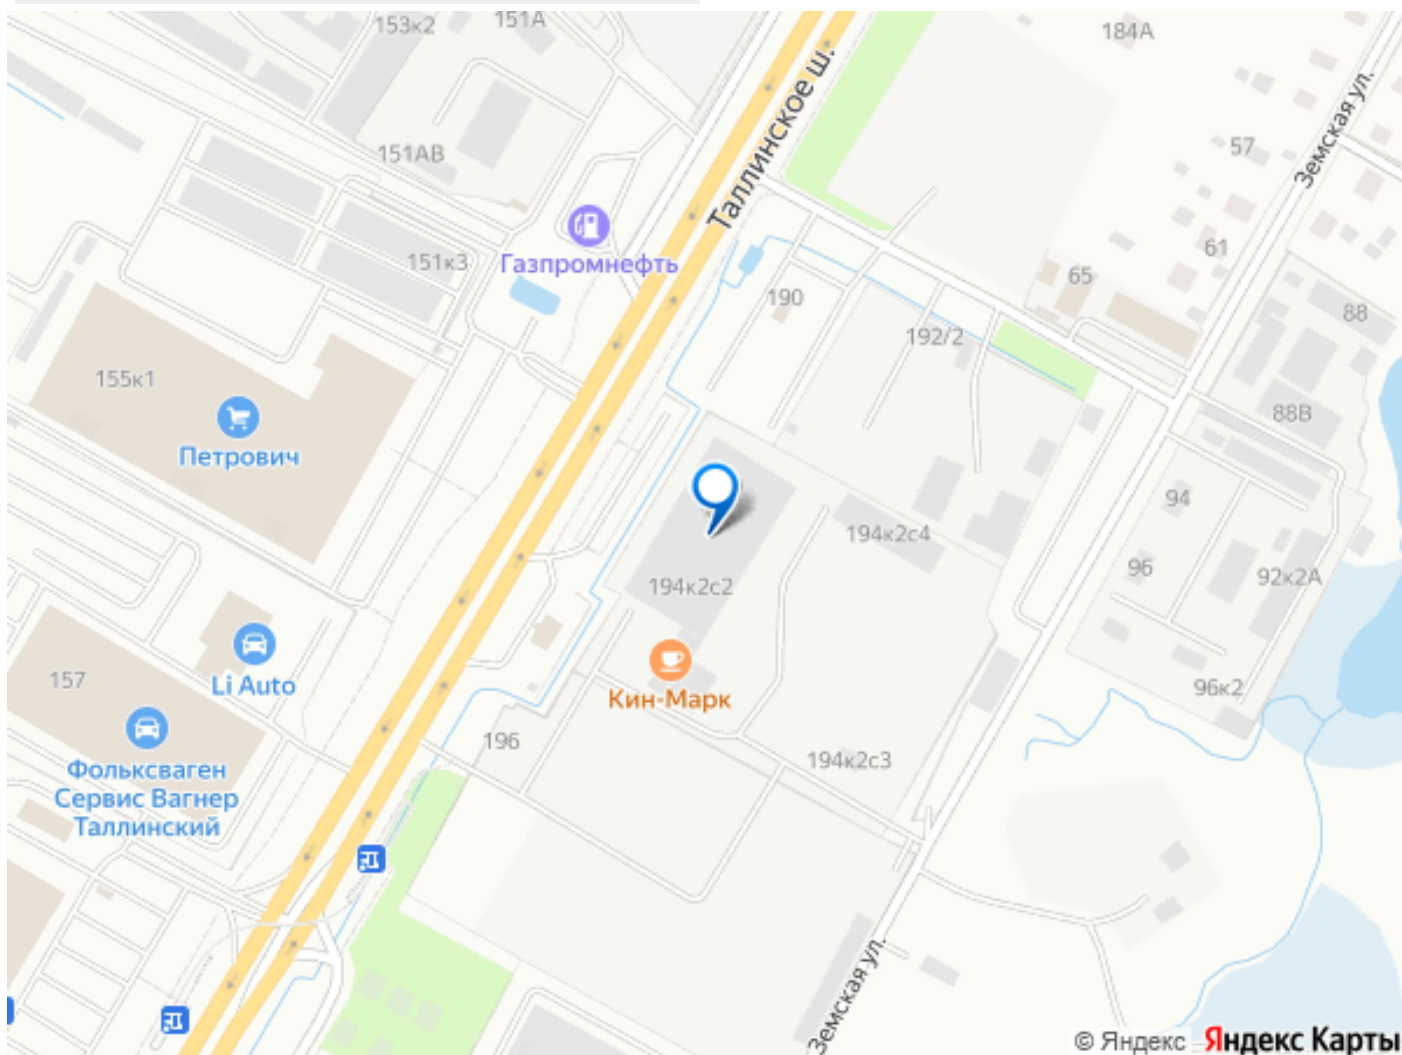 153к2
151А
184А
Таллинское ш.
Земская ул.
151АВ
57
Газпромнефть
151к3
61
65
190
88
192/2
155к1
88В
Петрович
94
194к2с4
96
92к2А
194к2с2
157
Li Auto
Кин-Марк
96к2
196
194к2с3
Фольксваген
Сервис Вагнер
Таллинский
Земская ул.
© Яндекс Яндекс Карты